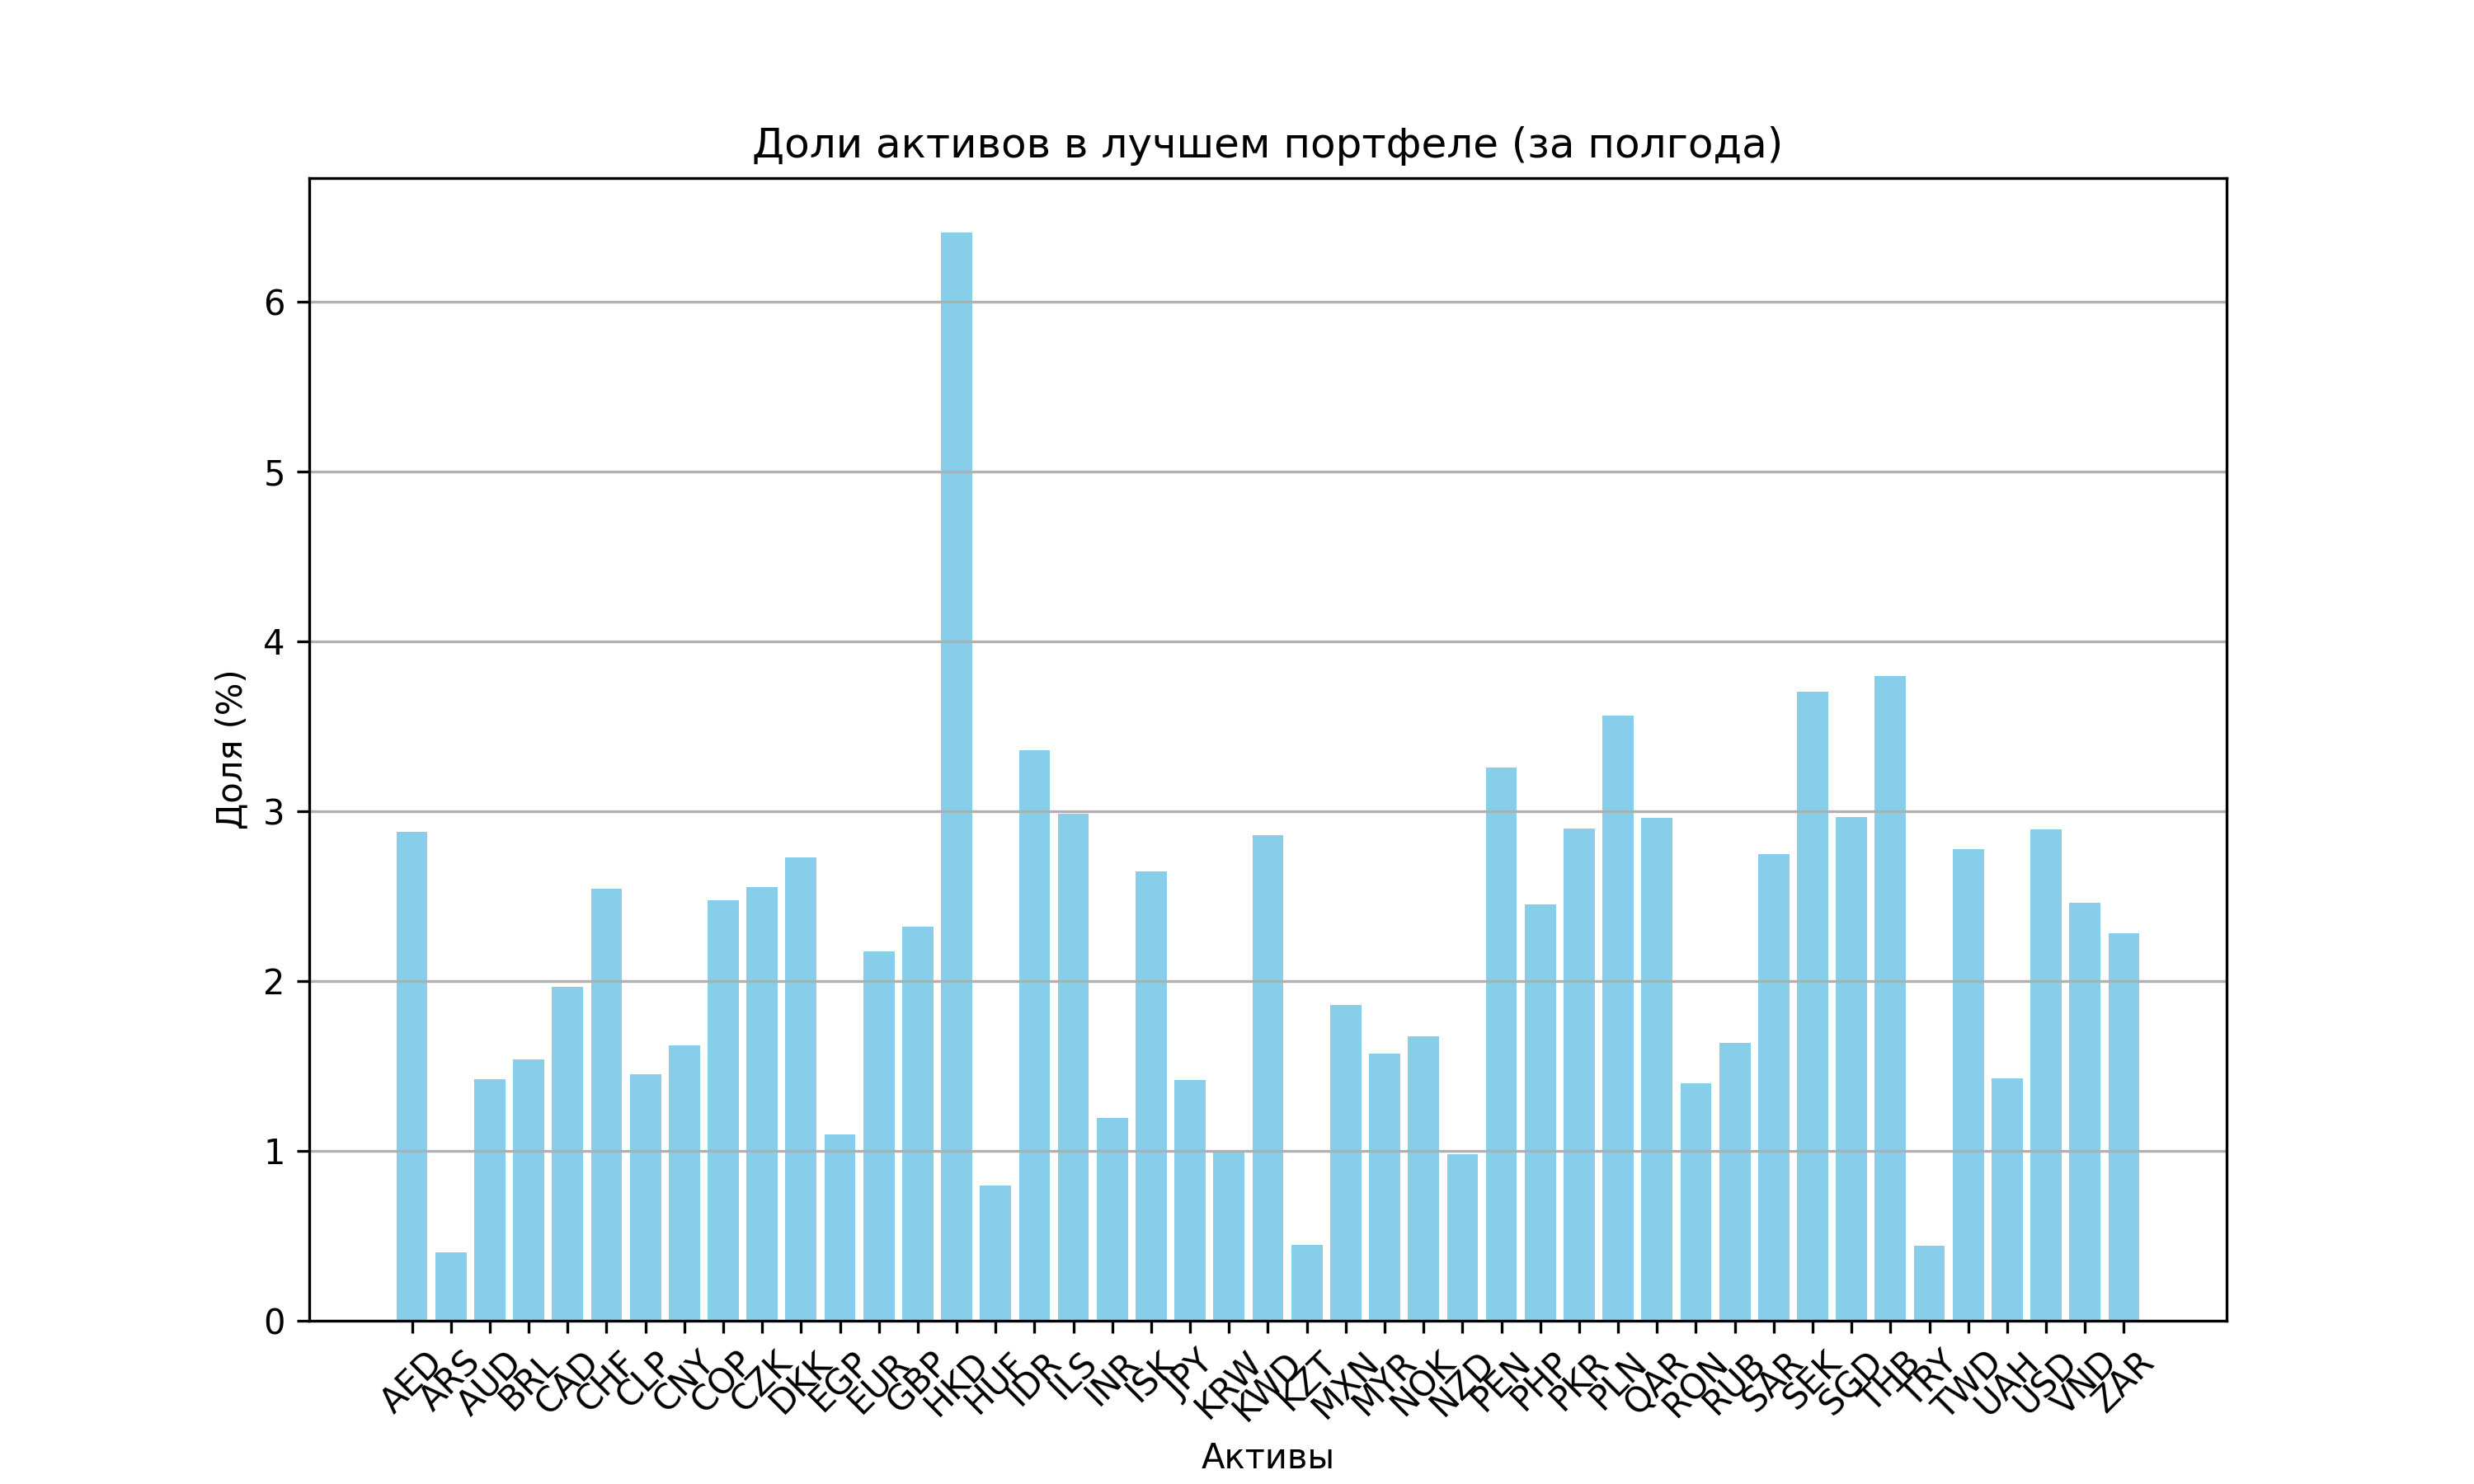 Доли активов в лучшем портфеле (за полгода)
Доля (%)
6
5
4
3
2
1
0
AED ARS AUD BRL CAD CHF CLP CNY COP CZK DKK EGP EUR GBP HKD HUF IDR ILS INR ISK JPY KRW KWD KZT MXN MYR NOK NZD PEN PHP PKR PLN QAR RON RUB SAR SEK SGD THB TRY TWD UAH USD VND ZAR
Активы